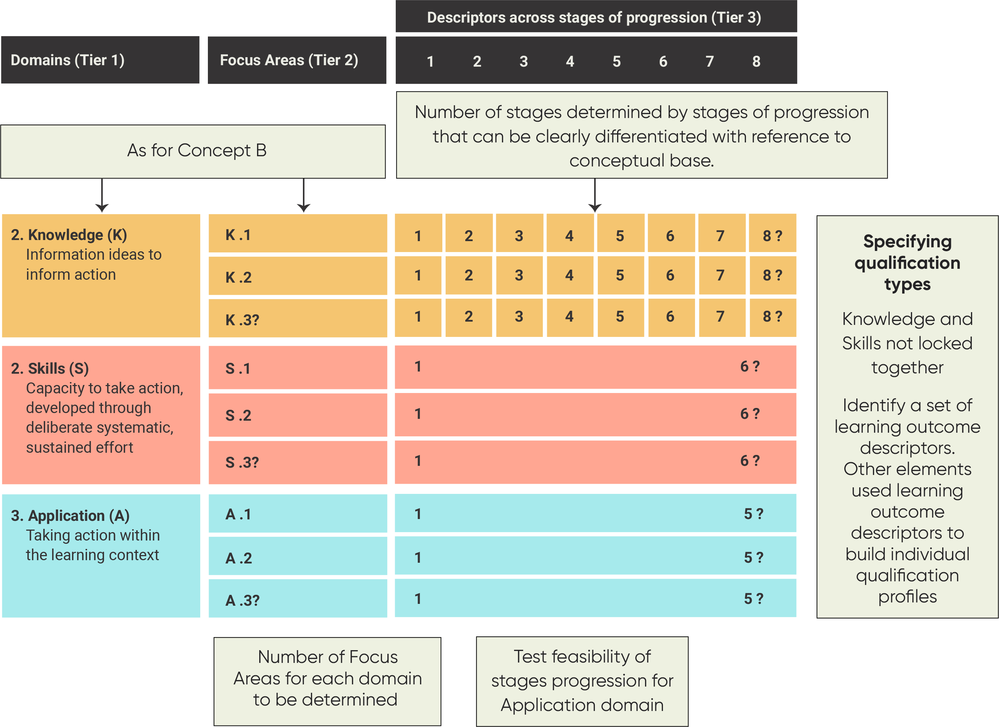 Descriptors across stages of progression (Tier 3)
Domains (Tier 1)
Focus Areas (Tier 2)
1 2 3 4 5 6 7 8
Number of stages determined by stages of progression
that can be clearly differentiated with reference to
conceptual base.
As for Concept B
2. Knowledge (K)
Information ideas to
inform action
K .1
1 2 3 4 5 6 7 8 ?
K .2
1 2 3 4 5 6 7 8 ?
K .3?
1 2 3 4 5 6 7 8 ?
2. Skills (S)
Capacity to take action,
developed through
deliberate systematic,
sustained effort
S .1
1 6 ?
S .2
1 6 ?
S .3?
1 6 ?
3. Application (A)
Taking action within
the learning context
A .1
1 5 ?
A .2
1 5 ?
A .3?
1 5 ?
Specifying
qualification
types
Knowledge and
Skills not locked
together
Identify a set of
learning outcome
descriptors.
Other elements
used learning
outcome
descriptors to
build individual
qualification
profiles
Number of Focus
Areas for each domain
to be determined
Test feasibility of
stages progression for
Application domain